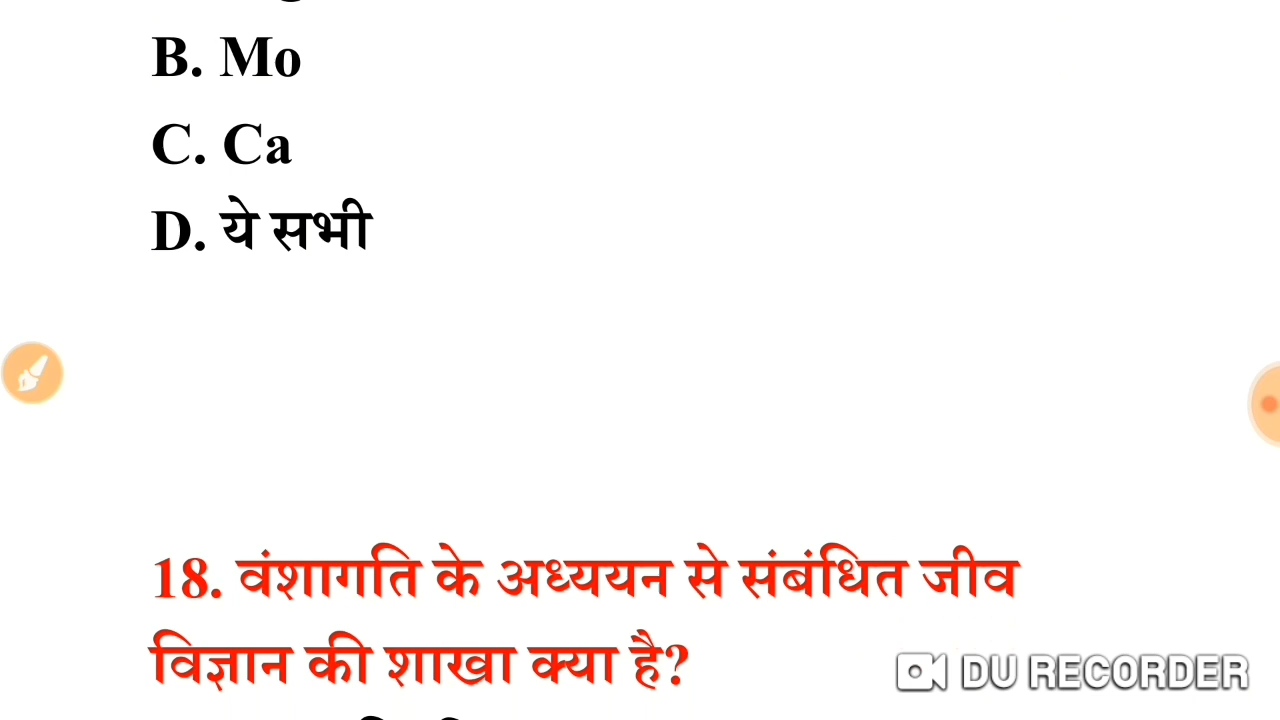 B. Mo
C. Ca
D. ये सभी
18. वंशागति के अध्ययन से संबंधित जीव
विज्ञान की शाखा क्या है?
DU RECORDER